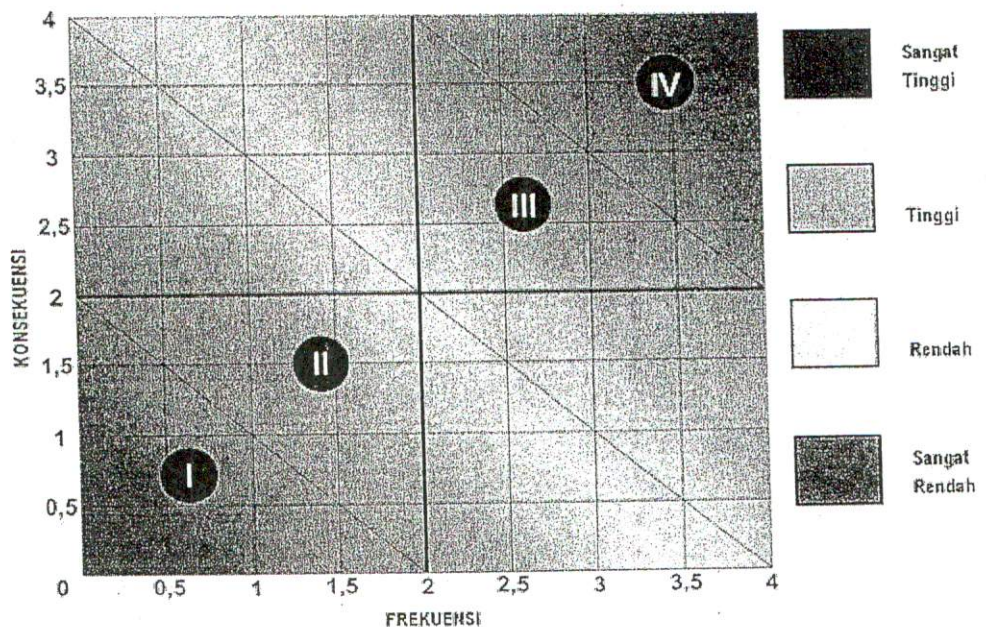 4
3,5
3
2,5
2
1,5
1
0,5
0
KONSEKUENSI
0,5
1
1,5
2
2,5
3
3,5
4
FREKUENSI
I
II
III
IV
Sangat
Tinggi
Tinggi
Rendah
Sangat
Rendah